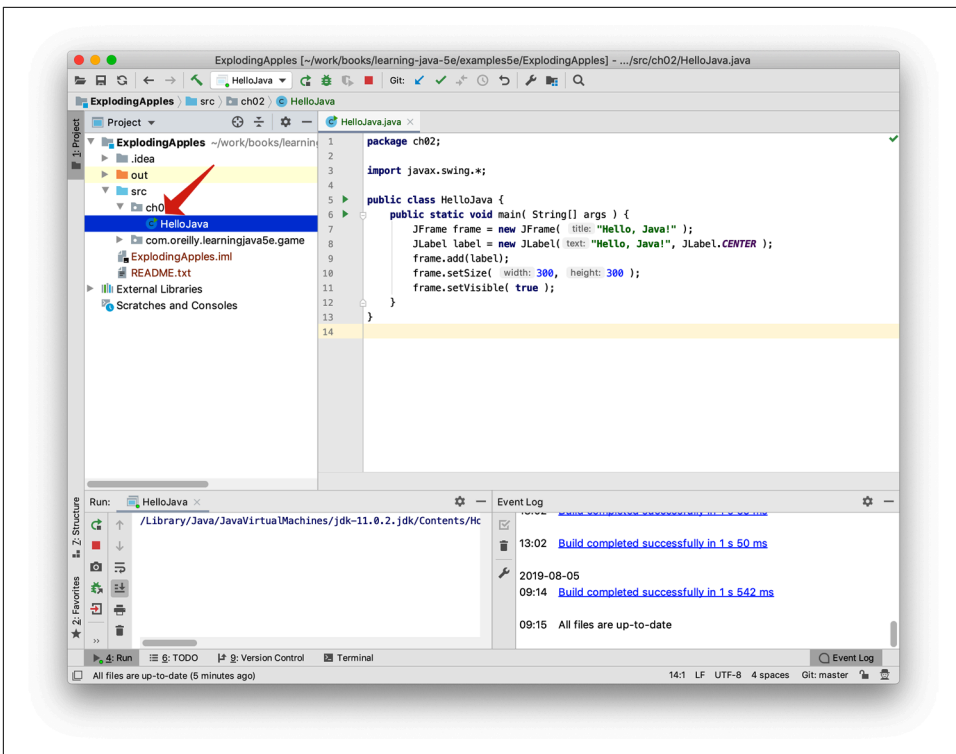 ExplodingApples [~/work/books/learning-java-5e/examples5e/ExplodingApples] - .../src/ch02/HelloJava.java
HelloJava
Git:
ExplodingApples src ch02 HelloJava
1: Project
Project
ExplodingApples ~/work/books/learning
.idea
out
src
HelloJava
com.oreilly.learningjava5e.game
ExplodingApples.iml
README.txt
External Libraries
Scratches and Consoles
HelloJava.java
1 package ch02;
2
3 import javax.swing.*;
4
5 public class HelloJava {
6 public static void main( String[] args ) {
7 JFrame frame = new JFrame( title: "Hello, Java!" );
8 JLabel label = new JLabel( text: "Hello, Java!", JLabel.CENTER );
9 frame.add(label);
10 frame.setSize( width: 300, height: 300 );
11 frame.setVisible( true );
12 }
13 }
14
Z: Structure
2: Favorites
Run: HelloJava
/Library/Java/JavaVirtualMachines/jdk-11.0.2.jdk/Contents/Ho
Event Log
13:02 Build completed successfully in 1 s 50 ms
2019-08-05
09:14 Build completed successfully in 1 s 542 ms
09:15 All files are up-to-date
4: Run 6: TODO 9: Version Control Terminal Event Log
All files are up-to-date (5 minutes ago) 14:1 LF UTF-8 4 spaces Git: master